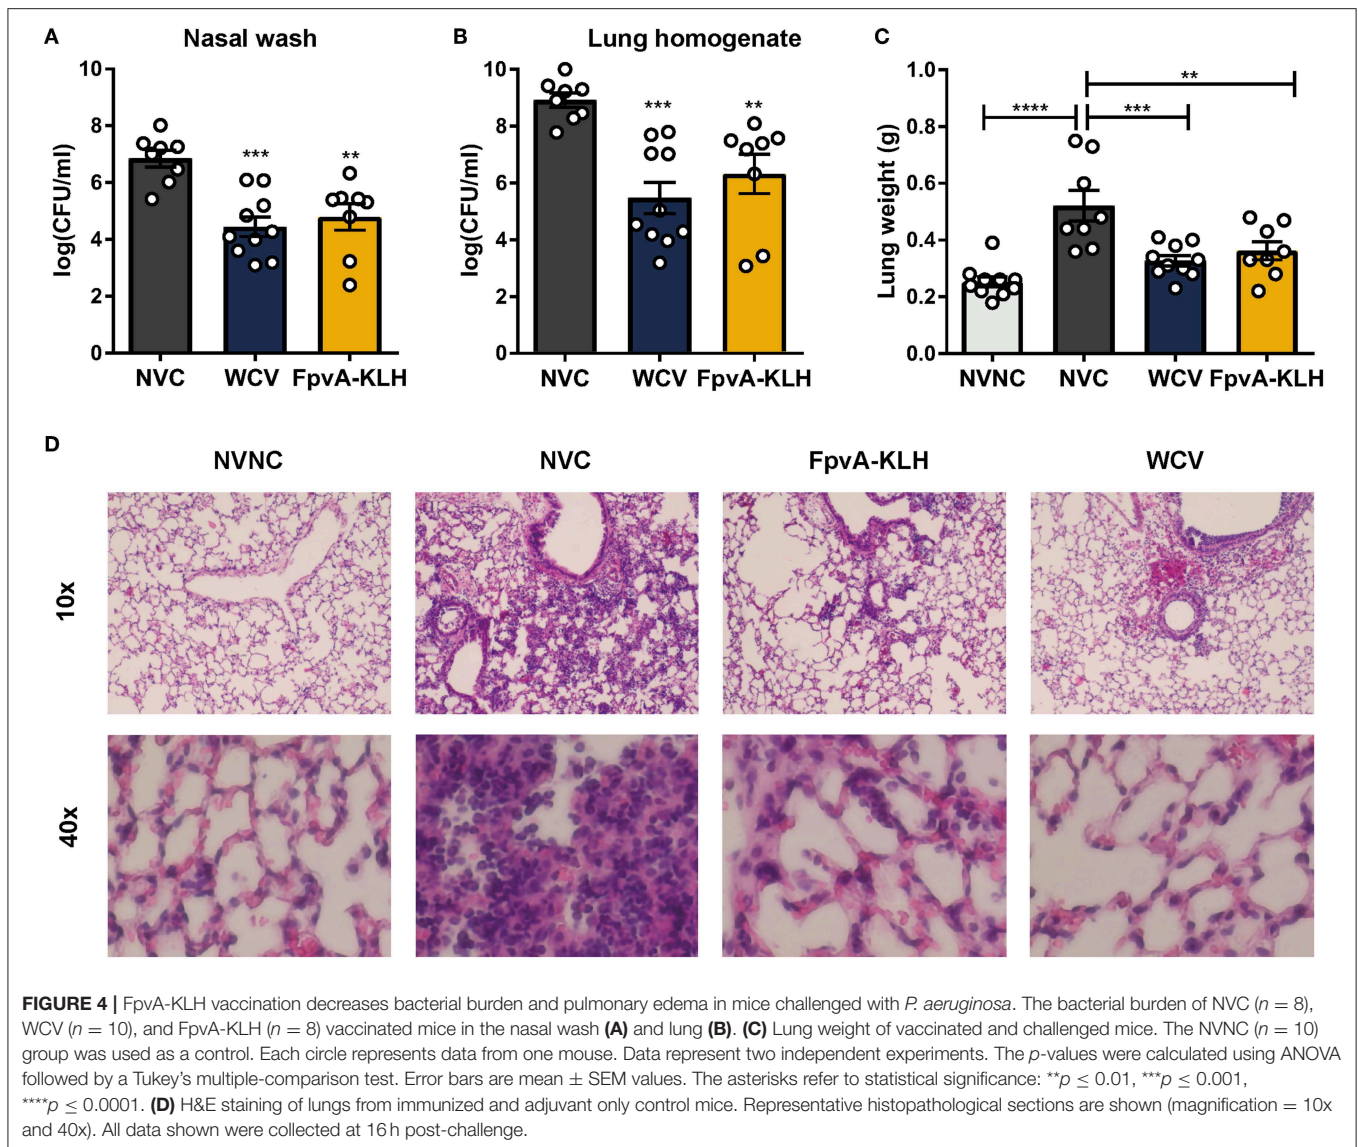 A Nasal wash
10
8
6
4
2
0
log(CFU/ml)
***
**
NVC WCV FpvA-KLH
B Lung homogenate
10
8
6
4
2
0
log(CFU/ml)
***
**
NVC WCV FpvA-KLH
C
1.0
0.8
0.6
0.4
0.2
0.0
Lung weight (g)
**
**** ***
NVNC NVC WCV FpvA-KLH
D
NVNC NVC FpvA-KLH WCV
10x
40x
FIGURE 4 | FpvA-KLH vaccination decreases bacterial burden and pulmonary edema in mice challenged with P. aeruginosa. The bacterial burden of NVC (n = 8),
WCV (n = 10), and FpvA-KLH (n = 8) vaccinated mice in the nasal wash (A) and lung (B). (C) Lung weight of vaccinated and challenged mice. The NVNC (n = 10)
group was used as a control. Each circle represents data from one mouse. Data represent two independent experiments. The p-values were calculated using ANOVA
followed by a Tukey's multiple-comparison test. Error bars are mean ± SEM values. The asterisks refer to statistical significance: **p ≤ 0.01, ***p ≤ 0.001,
****p ≤ 0.0001. (D) H&E staining of lungs from immunized and adjuvant only control mice. Representative histopathological sections are shown (magnification = 10x
and 40x). All data shown were collected at 16 h post-challenge.